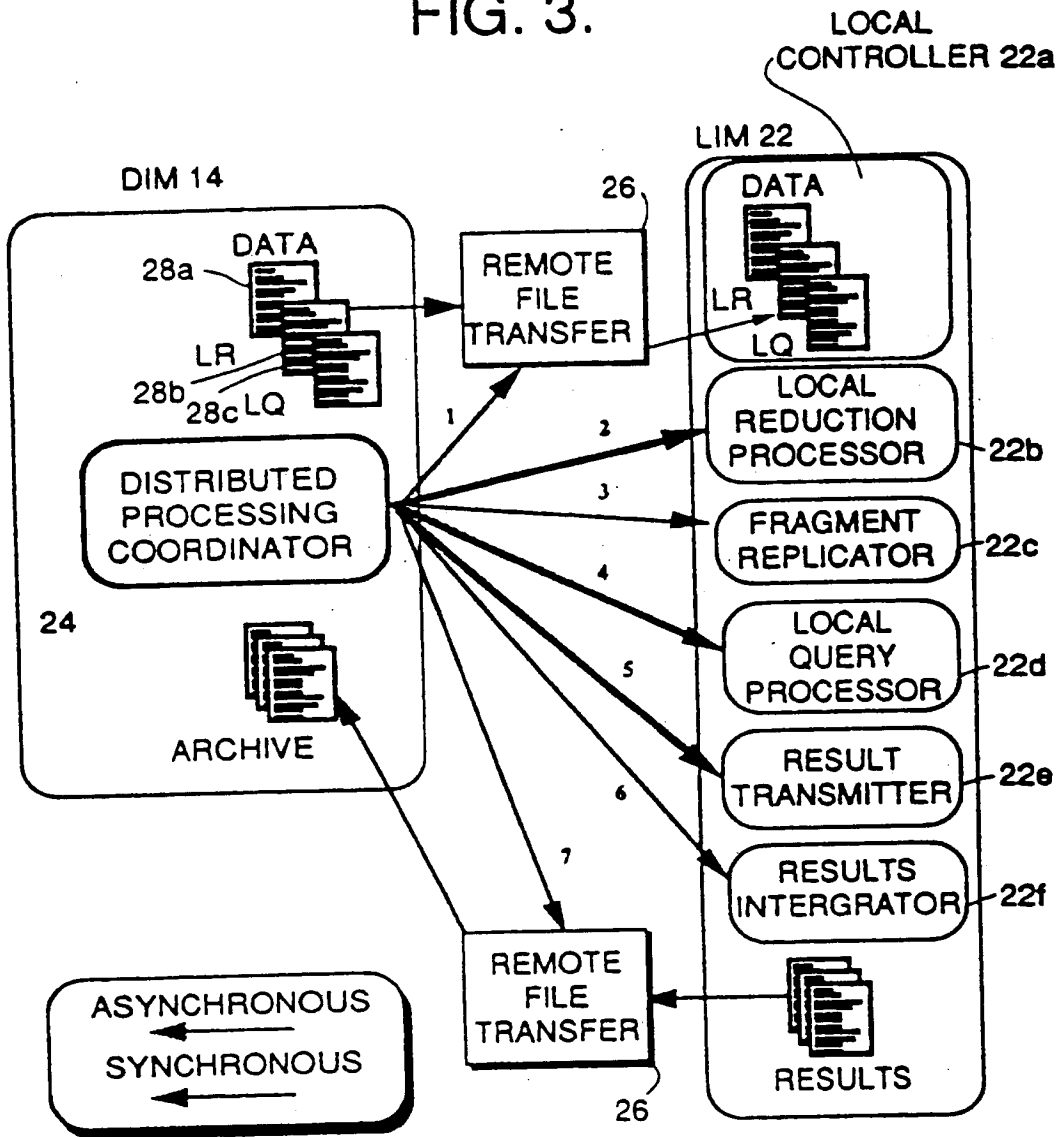 FIG. 3.
LOCAL
CONTROLLER 22a
LIM 22
DIM 14
26
DATA
DATA
28a
REMOTE
FILE
TRANSFER
LR
LQ
LR
28b
28c LQ
1
2
LOCAL
REDUCTION
PROCESSOR
22b
DISTRIBUTED
PROCESSING
COORDINATOR
3
FRAGMENT
REPLICATOR
22c
4
24
LOCAL
QUERY
PROCESSOR
22d
5
ARCHIVE
RESULT
TRANSMITTER
22e
6
7
RESULTS
INTERGRATOR
22f
REMOTE
FILE
TRANSFER
ASYNCHRONOUS
SYNCHRONOUS
RESULTS
26